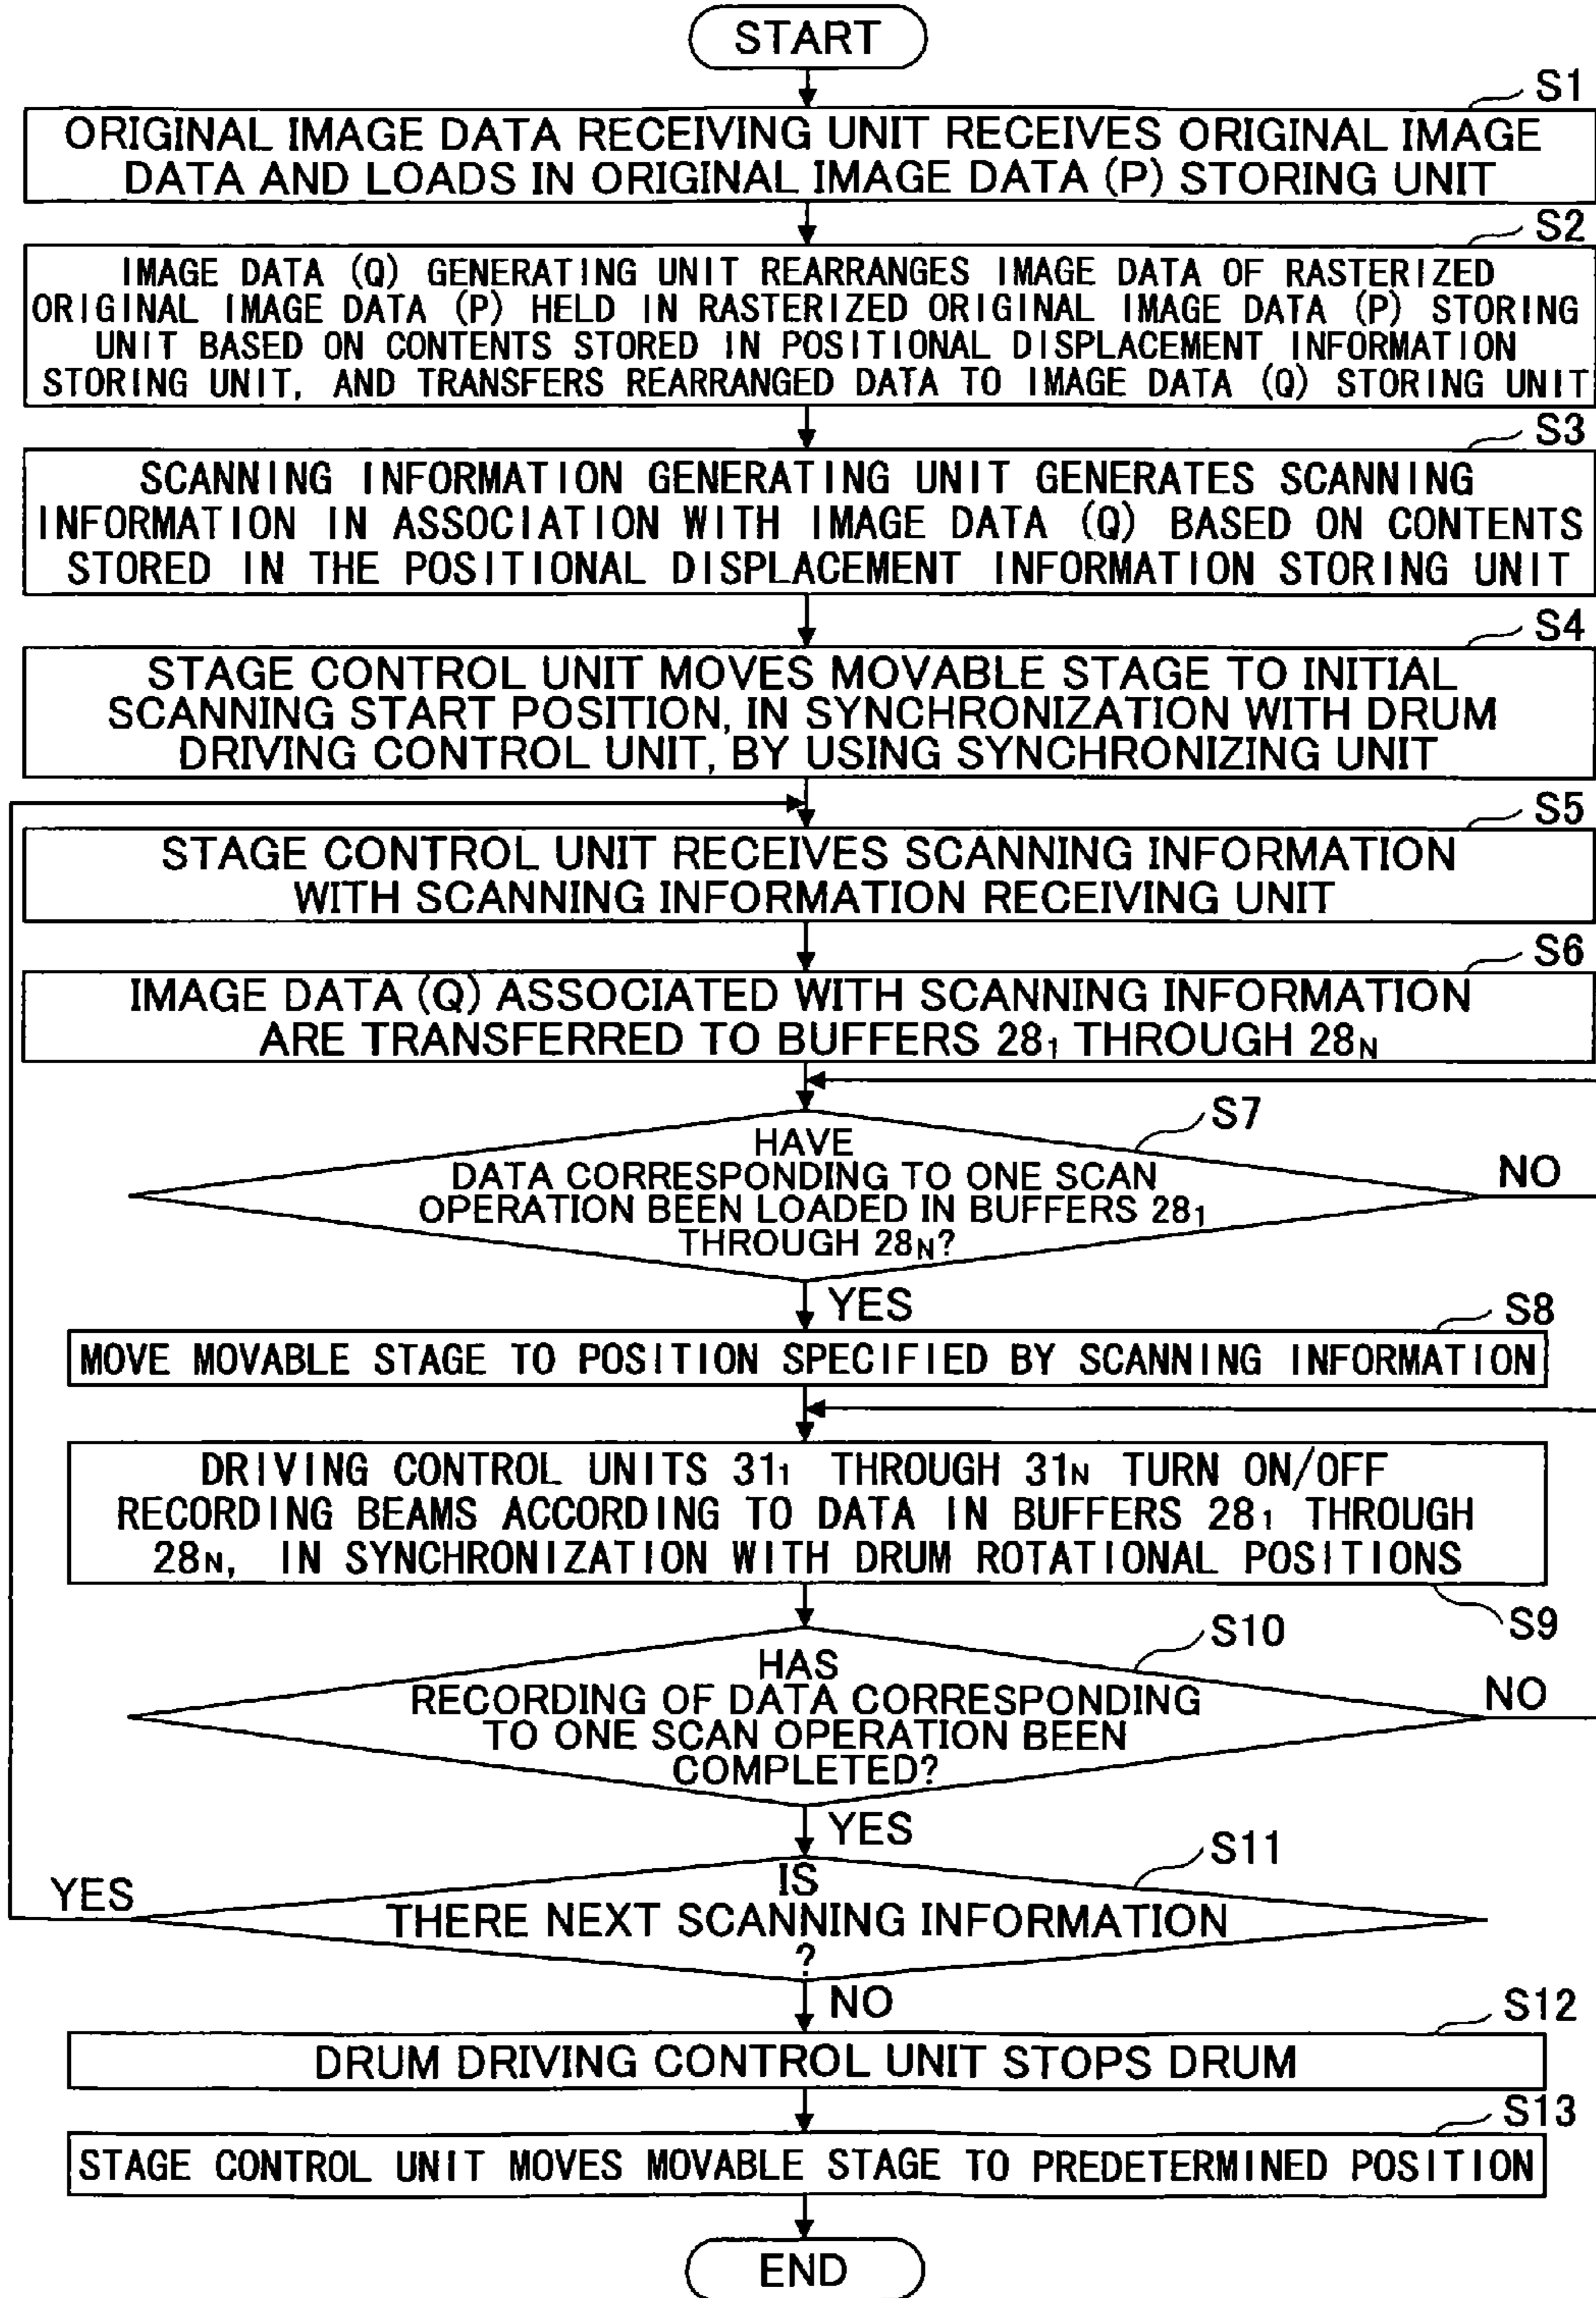 START
S1
ORIGINAL IMAGE DATA RECEIVING UNIT RECEIVES ORIGINAL IMAGE
DATA AND LOADS IN ORIGINAL IMAGE DATA (P) STORING UNIT
S2
IMAGE DATA (Q) GENERATING UNIT REARRANGES IMAGE DATA OF RASTERIZED
ORIGINAL IMAGE DATA (P) HELD IN RASTERIZED ORIGINAL IMAGE DATA (P) STORING
UNIT BASED ON CONTENTS STORED IN POSITIONAL DISPLACEMENT INFORMATION
STORING UNIT, AND TRANSFERS REARRANGED DATA TO IMAGE DATA (Q) STORING UNIT
S3
SCANNING INFORMATION GENERATING UNIT GENERATES SCANNING
INFORMATION IN ASSOCIATION WITH IMAGE DATA (Q) BASED ON CONTENTS
STORED IN THE POSITIONAL DISPLACEMENT INFORMATION STORING UNIT
S4
STAGE CONTROL UNIT MOVES MOVABLE STAGE TO INITIAL
SCANNING START POSITION, IN SYNCHRONIZATION WITH DRUM
DRIVING CONTROL UNIT, BY USING SYNCHRONIZING UNIT
S5
STAGE CONTROL UNIT RECEIVES SCANNING INFORMATION
WITH SCANNING INFORMATION RECEIVING UNIT
S6
IMAGE DATA (Q) ASSOCIATED WITH SCANNING INFORMATION
ARE TRANSFERRED TO BUFFERS 28₁ THROUGH 28N
S7
HAVE
DATA CORRESPONDING TO ONE SCAN
OPERATION BEEN LOADED IN BUFFERS 28₁
THROUGH 28N?
NO
YES
S8
MOVE MOVABLE STAGE TO POSITION SPECIFIED BY SCANNING INFORMATION
DRIVING CONTROL UNITS 31₁ THROUGH 31N TURN ON/OFF
RECORDING BEAMS ACCORDING TO DATA IN BUFFERS 28₁ THROUGH
28N, IN SYNCHRONIZATION WITH DRUM ROTATIONAL POSITIONS
S9
S10
HAS
RECORDING OF DATA CORRESPONDING
TO ONE SCAN OPERATION BEEN
COMPLETED?
NO
YES
S11
IS
THERE NEXT SCANNING INFORMATION
?
YES
NO
S12
DRUM DRIVING CONTROL UNIT STOPS DRUM
S13
STAGE CONTROL UNIT MOVES MOVABLE STAGE TO PREDETERMINED POSITION
END